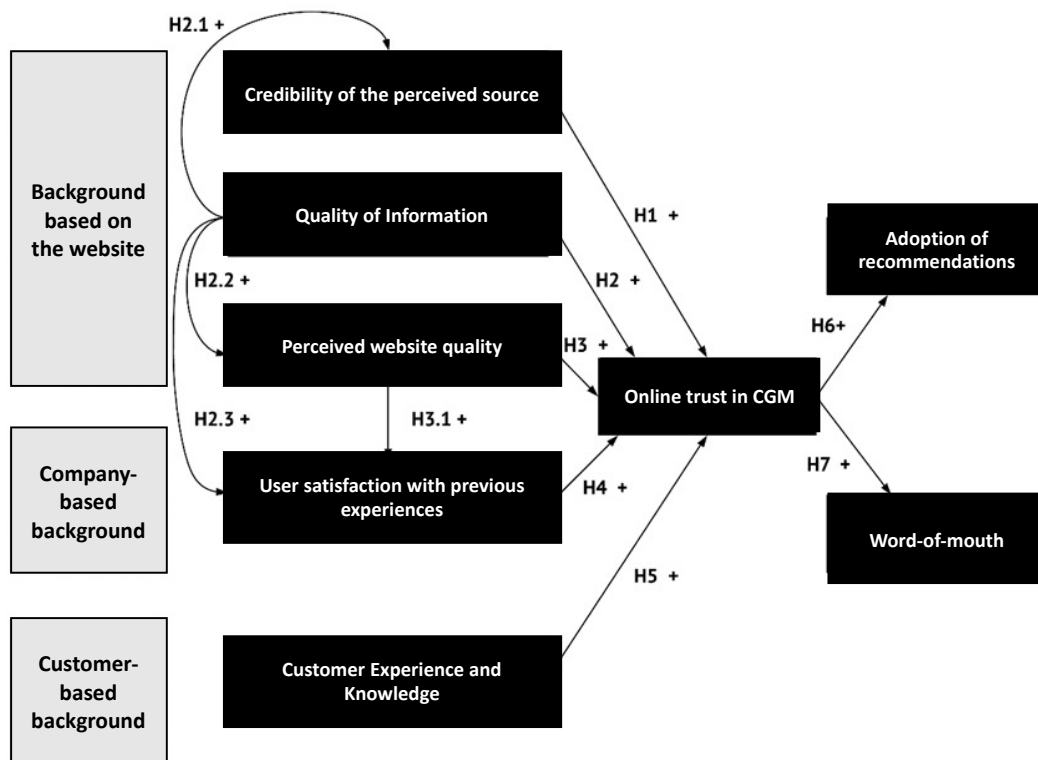 H2.1 +
Credibility of the perceived source
Background
based on
the website
Quality of Information
H1 +
Adoption of
recommendations
H2.2 +
H2 +
Perceived website quality
H3 +
H6+
Online trust in CGM
H2.3 +
H3.1 +
Company-
based
background
User satisfaction with previous
experiences
H4 +
H7 +
Word-of-mouth
H5 +
Customer-
based
background
Customer Experience and
Knowledge